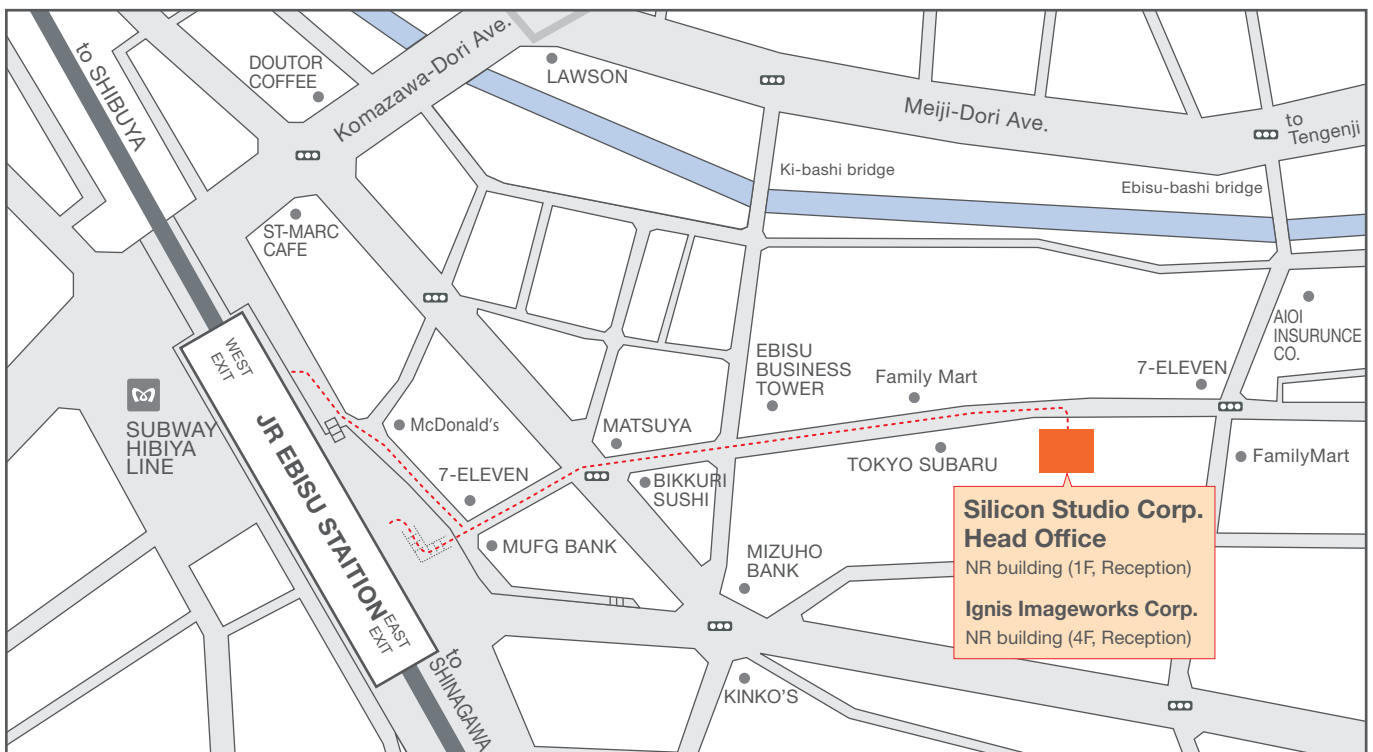 to SHIBUYA
DOUTOR
COFFEE
Komazawa-Dori Ave.
LAWSON
Meiji-Dori Ave.
to
Tengenji
Ki-bashi bridge
Ebisu-bashi bridge
ST-MARC
CAFE
WEST
EXIT
SUBWAY
HIBIYA
LINE
JR EBISU STAITION
EAST
EXIT
to
SHINAGAWA
McDonald's
7-ELEVEN
MUFG BANK
MATSUYA
BIKKURI
SUSHI
EBISU
BUSINESS
TOWER
Family Mart
TOKYO SUBARU
7-ELEVEN
AIOI
INSURUNCE
CO.
FamilyMart
MIZUHO
BANK
KINKO'S
Silicon Studio Corp.
Head Office
NR building (1F, Reception)
Ignis Imageworks Corp.
NR building (4F, Reception)